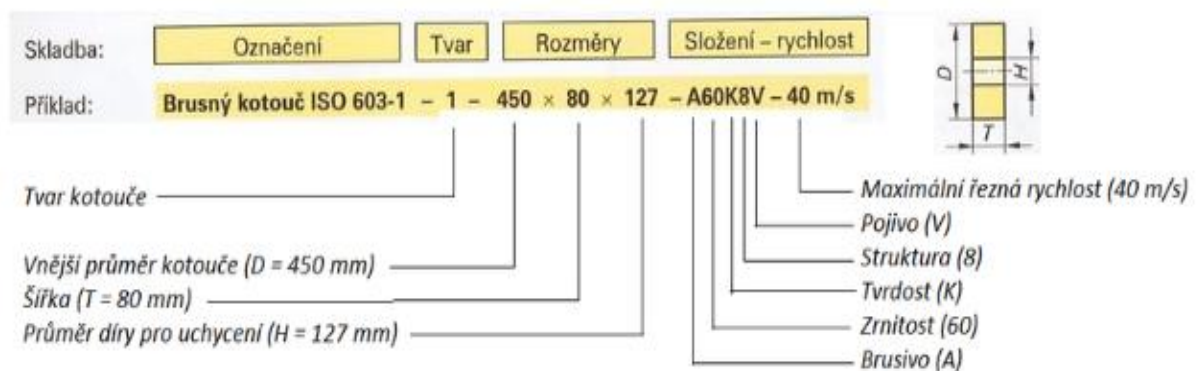 Skladba: Označení Tvar Rozměry Složení – rychlost
Příklad: Brusný kotouč ISO 603-1 – 1 – 450 × 80 × 127 – A60K8V – 40 m/s
D H
T
Tvar kotouče
Vnější průměr kotouče (D = 450 mm)
Šířka (T = 80 mm)
Průměr díry pro uchycení (H = 127 mm)
Maximální řezná rychlost (40 m/s)
Pojivo (V)
Struktura (8)
Tvrdost (K)
Zrnitost (60)
Brusivo (A)